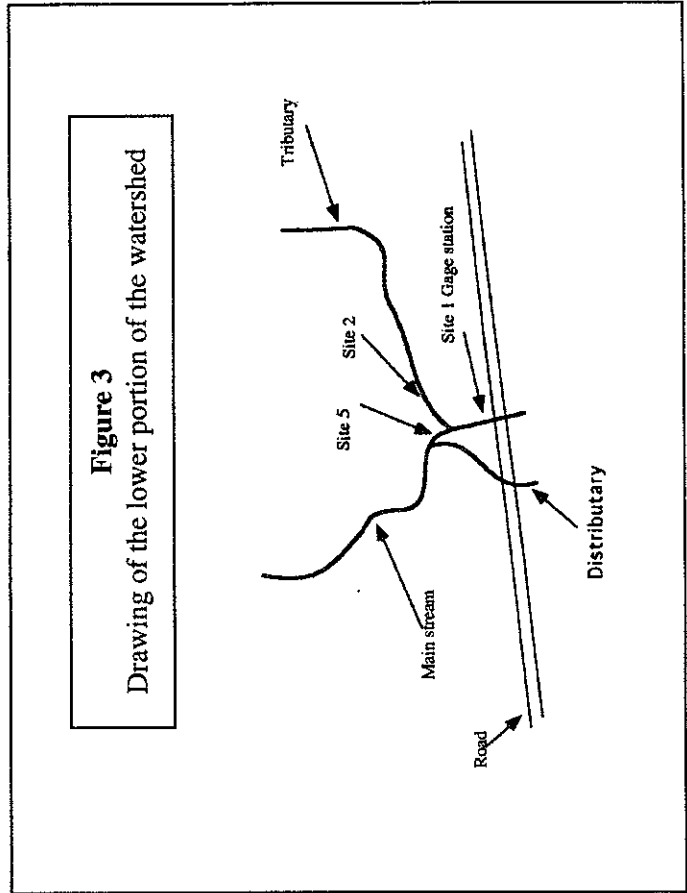 Figure 3
Drawing of the lower portion of the watershed
Tributary
Site 2
Site 5
Site 1 Gage station
Main stream
Distributary
Road